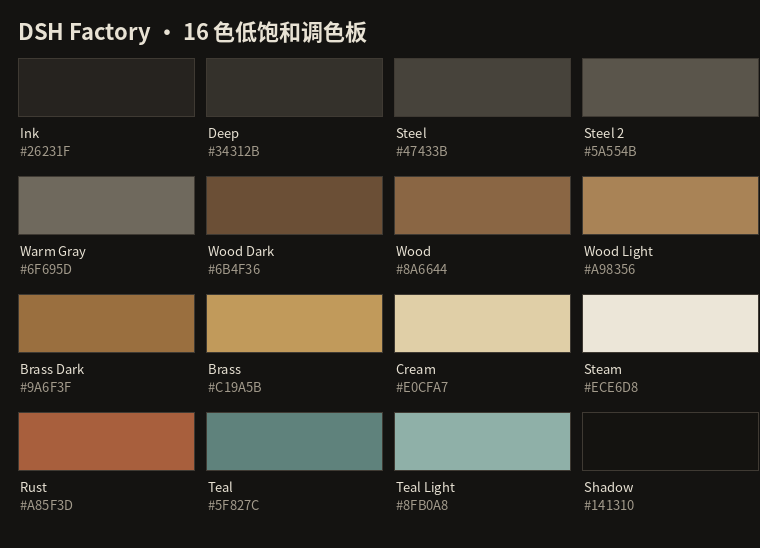 DSH Factory · 16 色低饱和调色板
Ink
#26231F
Deep
#34312B
Steel
#47433B
Steel 2
#5A554B
Warm Gray
#6F695D
Wood Dark
#6B4F36
Wood
#8A6644
Wood Light
#A98356
Brass Dark
#9A6F3F
Brass
#C19A5B
Cream
#E0CFA7
Steam
#ECE6D8
Rust
#A85F3D
Teal
#5F827C
Teal Light
#8FB0A8
Shadow
#141310